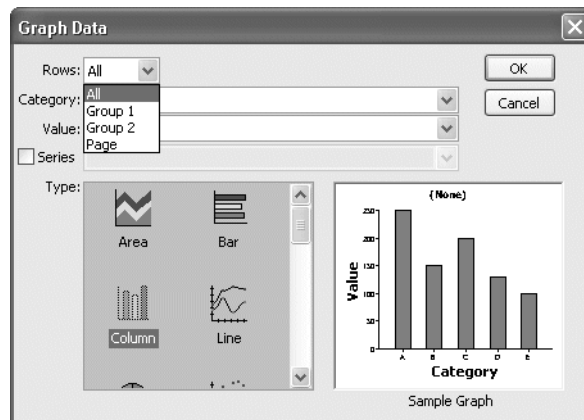 Graph Data
Rows: All
OK
All
Group 1
Group 2
Page
Category:
Cancel
Value:
Series
Type:
Area
Bar
Column
Line
(None)
Value
250
200
150
100
50
0
A B C D E
Category
Sample Graph